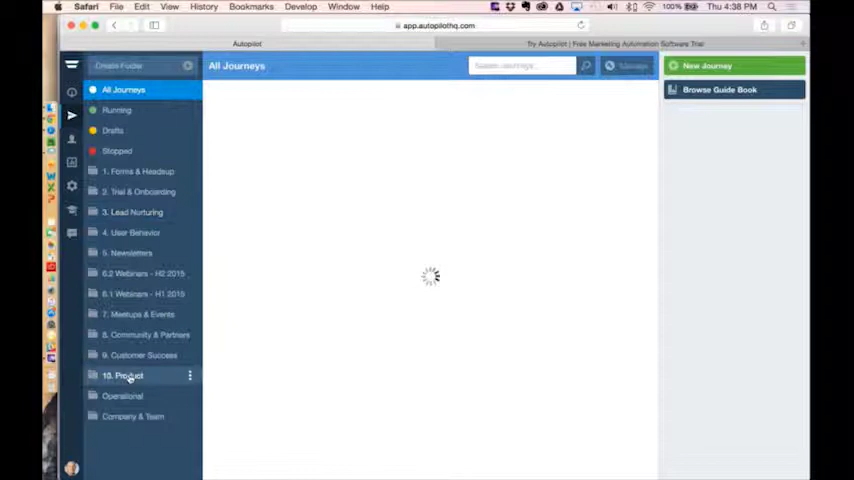 Safari File Edit View History Bookmarks Develop Window Help
100% Thu 4:38 PM
app.autopilothq.com
Autopilot
Try Autopilot | Free Marketing Automation Software Trial
Create Folder
All Journeys
Search Journeys...
Manage
New Journey
All Journeys
Browse Guide Book
Running
Drafts
Stopped
1. Forms & Headsup
2. Trial & Onboarding
3. Lead Nurturing
4. User Behavior
5. Newsletters
6.2 Webinars - H2 2015
6.1 Webinars - H1 2015
7. Meetups & Events
8. Community & Partners
9. Customer Success
10. Product
Operational
Company & Team